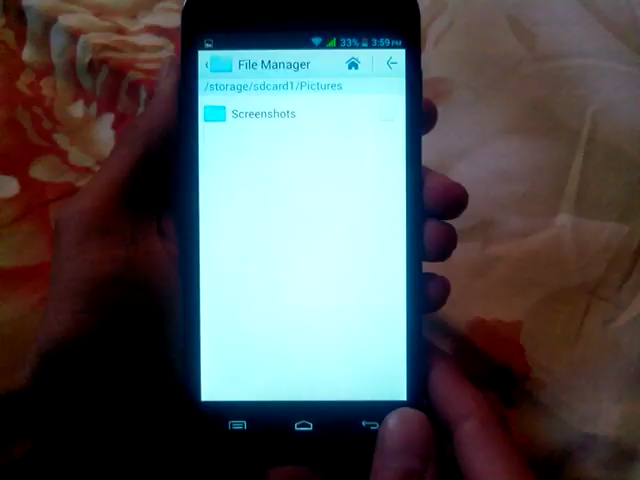 33% 3:59 PM
File Manager
/storage/sdcard1/Pictures
Screenshots